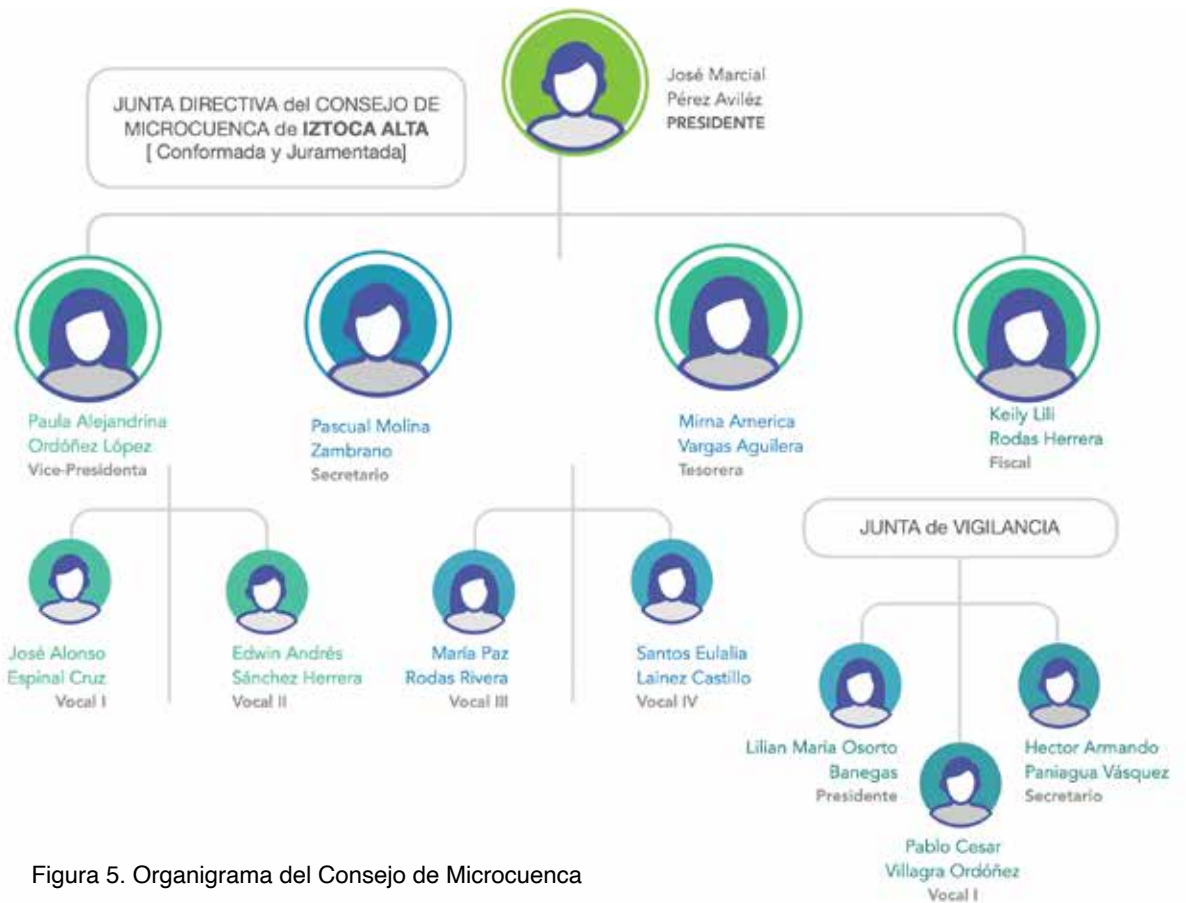 JUNTA DIRECTIVA del CONSEJO DE
MICROCUENCA de IZTOCA ALTA
[ Conformada y Juramentada]
José Marcial
Pérez Aviléz
PRESIDENTE
Paula Alejandrina
Ordóñez López
Vice-Presidenta
Pascual Molina
Zambrano
Secretario
Mirna America
Vargas Aguilera
Tesorera
Keily Lili
Rodas Herrera
Fiscal
José Alonso
Espinal Cruz
Vocal I
Edwin Andrés
Sánchez Herrera
Vocal II
María Paz
Rodas Rivera
Vocal III
Santos Eulalia
Lainez Castillo
Vocal IV
JUNTA de VIGILANCIA
Lilian Maria Osorto
Banegas
Presidente
Hector Armando
Paniagua Vásquez
Secretario
Pablo Cesar
Villagra Ordóñez
Vocal I
Figura 5. Organigrama del Consejo de Microcuenca